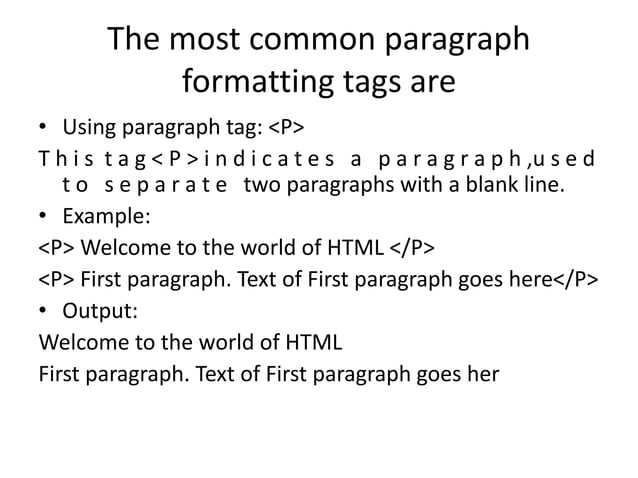 The most common paragraph
formatting tags are
• Using paragraph tag: <P>
T h i s  t a g < P > i n d i c a t e s  a  p a r a g r a p h ,u s e d
t o  s e p a r a t e  two paragraphs with a blank line.
• Example:
<P> Welcome to the world of HTML </P>
<P> First paragraph. Text of First paragraph goes here</P>
• Output:
Welcome to the world of HTML
First paragraph. Text of First paragraph goes her